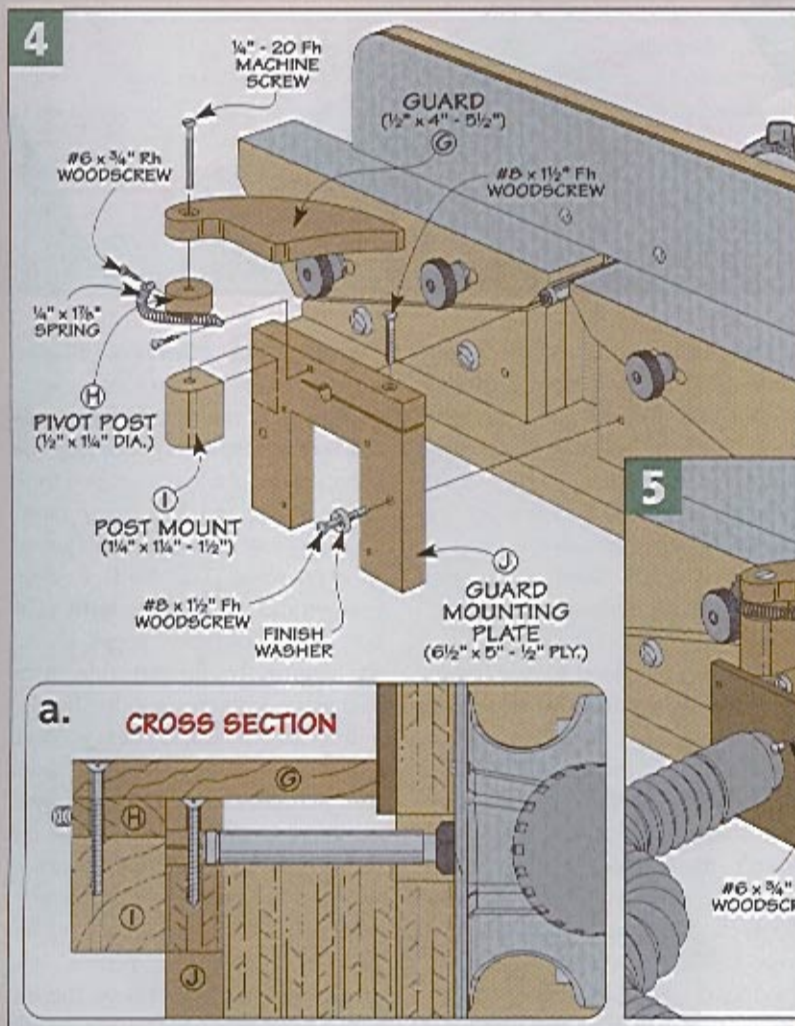 4
¼" - 20 Fh
MACHINE
SCREW
GUARD
(½" x 4" - 5½")
G
#6 x ¾" Rh
WOODSCREW
#8 x 1½" Fh
WOODSCREW
¼" x 1⅞"
SPRING
H
PIVOT POST
(½" x 1¼" DIA.)
I
POST MOUNT
(1¼" x 1¼" - 1½")
#8 x 1½" Fh
WOODSCREW
FINISH
WASHER
J
GUARD
MOUNTING
PLATE
(6½" x 5" - ½" PLY.)
5
#6 x ¾"
WOODSCR
a.
CROSS SECTION
G
H
I
J